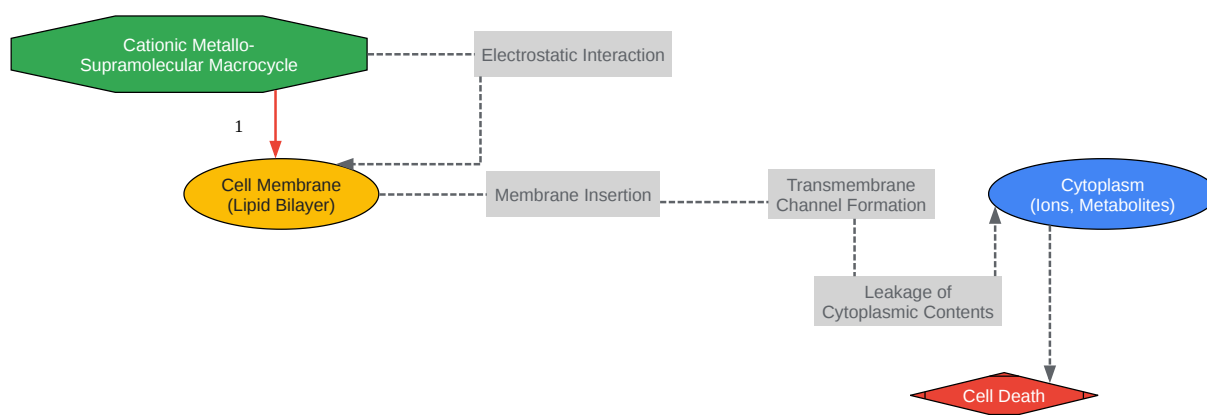 Cationic Metallo-
Supramolecular Macrocycle
Electrostatic Interaction
1
Cell Membrane
(Lipid Bilayer)
Membrane Insertion
Transmembrane
Channel Formation
Cytoplasm
(Ions, Metabolites)
Leakage of
Cytoplasmic Contents
Cell Death